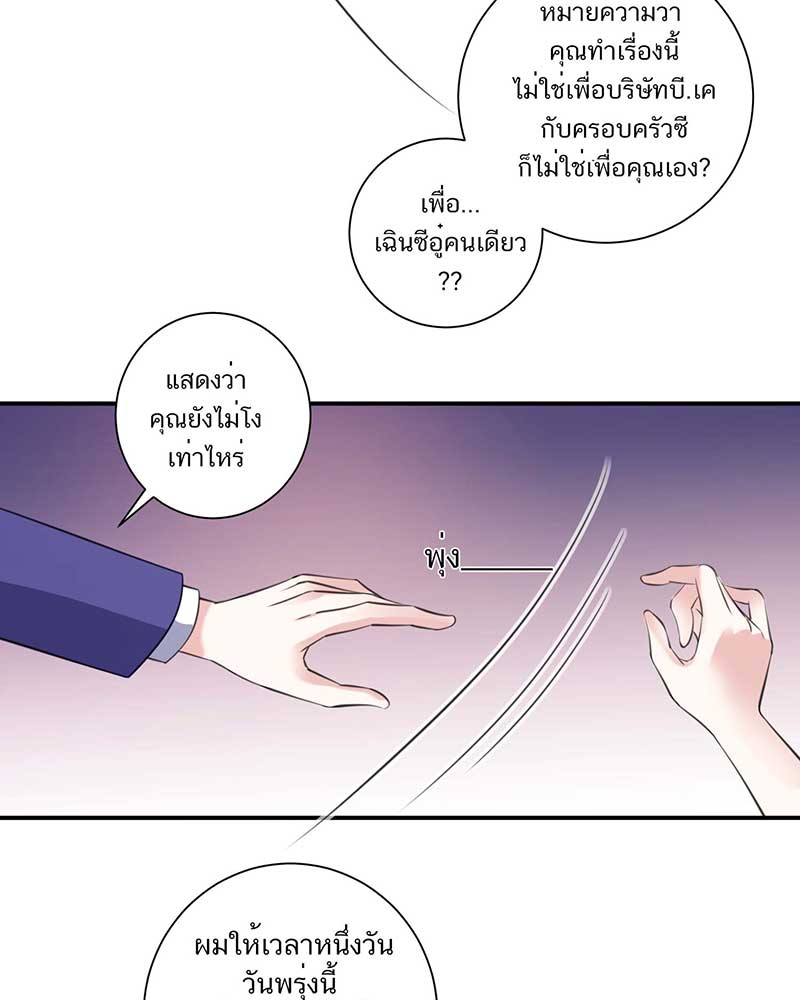 หมายความว่า
คุณทำเรื่องนี้
ไม่ใช่เพื่อบริษัทบี.เค
กับครอบครัวซี
ก็ไม่ใช่เพื่อคุณเอง?
เพื่อ...
เฉินซีอู๋คนเดียว
??
แสดงว่า
คุณยังไม่โง่
เท่าไหร่
พุ่ง
ผมให้เวลาหนึ่งวัน
วันพรุ่งนี้